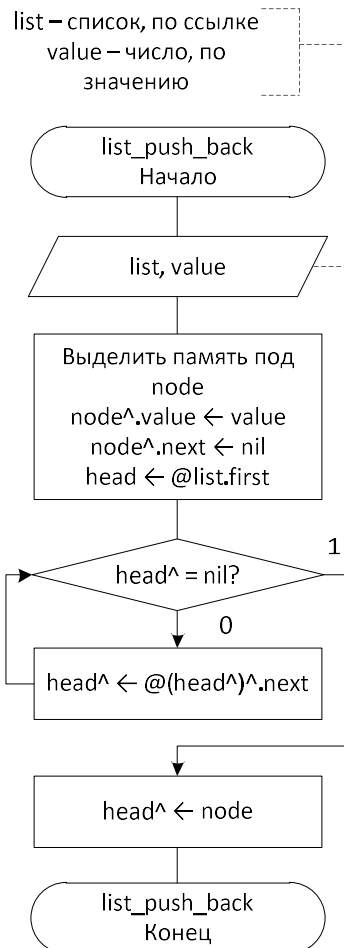 list – список, по ссылке
value – число, по
значению
list_push_back
Начало
list, value
Выделить память под
node
node^.value ← value
node^.next ← nil
head ← @list.first
head^ = nil?
1
0
head^ ← @(head^)^.next
head^ ← node
list_push_back
Конец